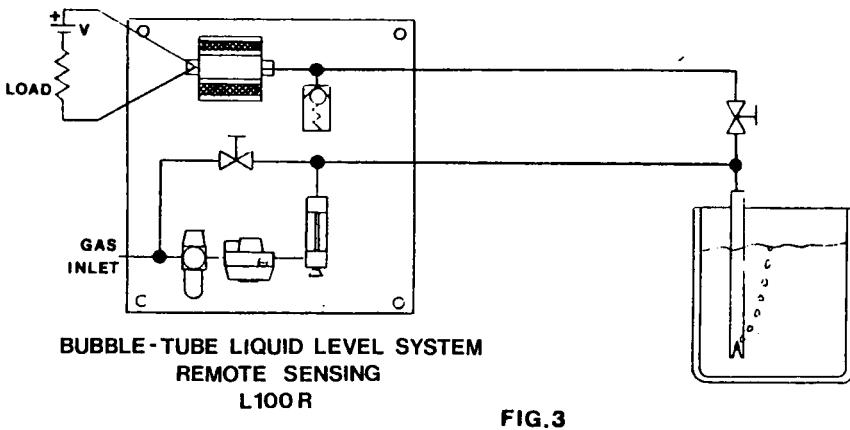 +
V
LOAD
GAS
INLET
BUBBLE-TUBE LIQUID LEVEL SYSTEM
REMOTE SENSING
L100R
FIG.3